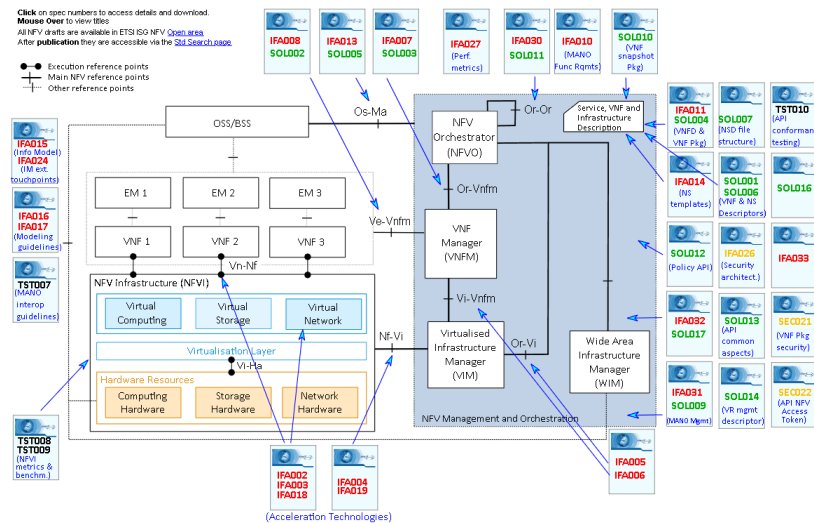 Click on spec numbers to access details and download.
Mouse Over to view titles
All NFV drafts are available in ETSI ISG NFV Open area
After publication they are accessible via the Std Search page
Execution reference points
Main NFV reference points
Other reference points
IFA008
SOL002
IFA013
SOL005
IFA007
SOL003
IFA027
(Perf. metrics)
IFA030
SOL011
IFA010
(MANO Func Rqmts)
SOL010
(VNF snapshot Pkg)
Os-Ma
Or-Or
OSS/BSS
NFV
Orchestrator
(NFVO)
Service, VNF and
Infrastructure
Description
IFA011
SOL004
(VNFD & VNF Pkg)
SOL007
(NSD file structure)
TST010
(API conforman testing)
IFA015
(Info Model)
IFA024
(IM ext. touchpoints)
IFA014
(NS templates)
SOL001
SOL006
(VNF & NS Descriptors)
SOL016
EM 1
EM 2
EM 3
Or-Vnfm
IFA016
IFA017
(Modeling guidelines)
Ve-Vnfm
VNF 1
VNF 2
VNF 3
VNF
Manager
(VNFM)
SOL012
(Policy API)
IFA026
(Security architect.)
IFA033
Vn-Nf
TST007
(MANO interop guidelines)
NFV Infrastructure (NFVI)
Virtual
Computing
Virtual
Storage
Virtual
Network
Vi-Vnfm
IFA032
SOL017
SOL013
(API common aspects)
SEC021
(VNF Pkg security)
Virtualisation Layer
Nf-Vi
Virtualised
Infrastructure
Manager
(VIM)
Or-Vi
Wide Area
Infrastructure
Manager
(WIM)
Vi-Ha
Hardware Resources
Computing
Hardware
Storage
Hardware
Network
Hardware
IFA031
SOL009
(MANO Mgmt)
SOL014
(VR mgmt descriptor)
SEC022
(API NFV Access Token)
NFV Management and Orchestration
TST008
TST009
(NFVI metrics & benchm.)
IFA002
IFA003
IFA018
(Acceleration Technologies)
IFA004
IFA019
IFA005
IFA006